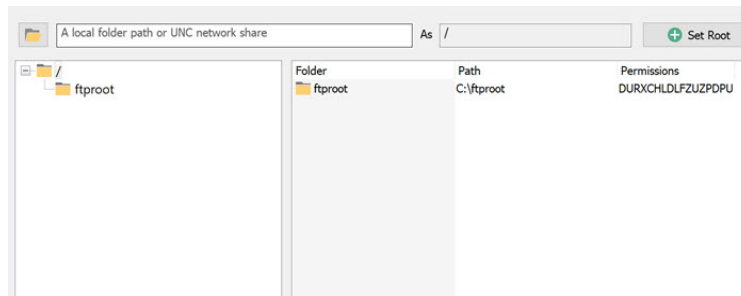 A local folder path or UNC network share As / Set Root
/
ftproot
Folder Path Permissions
ftproot C:\ftproot DURXCHLDLFZUZPDPU